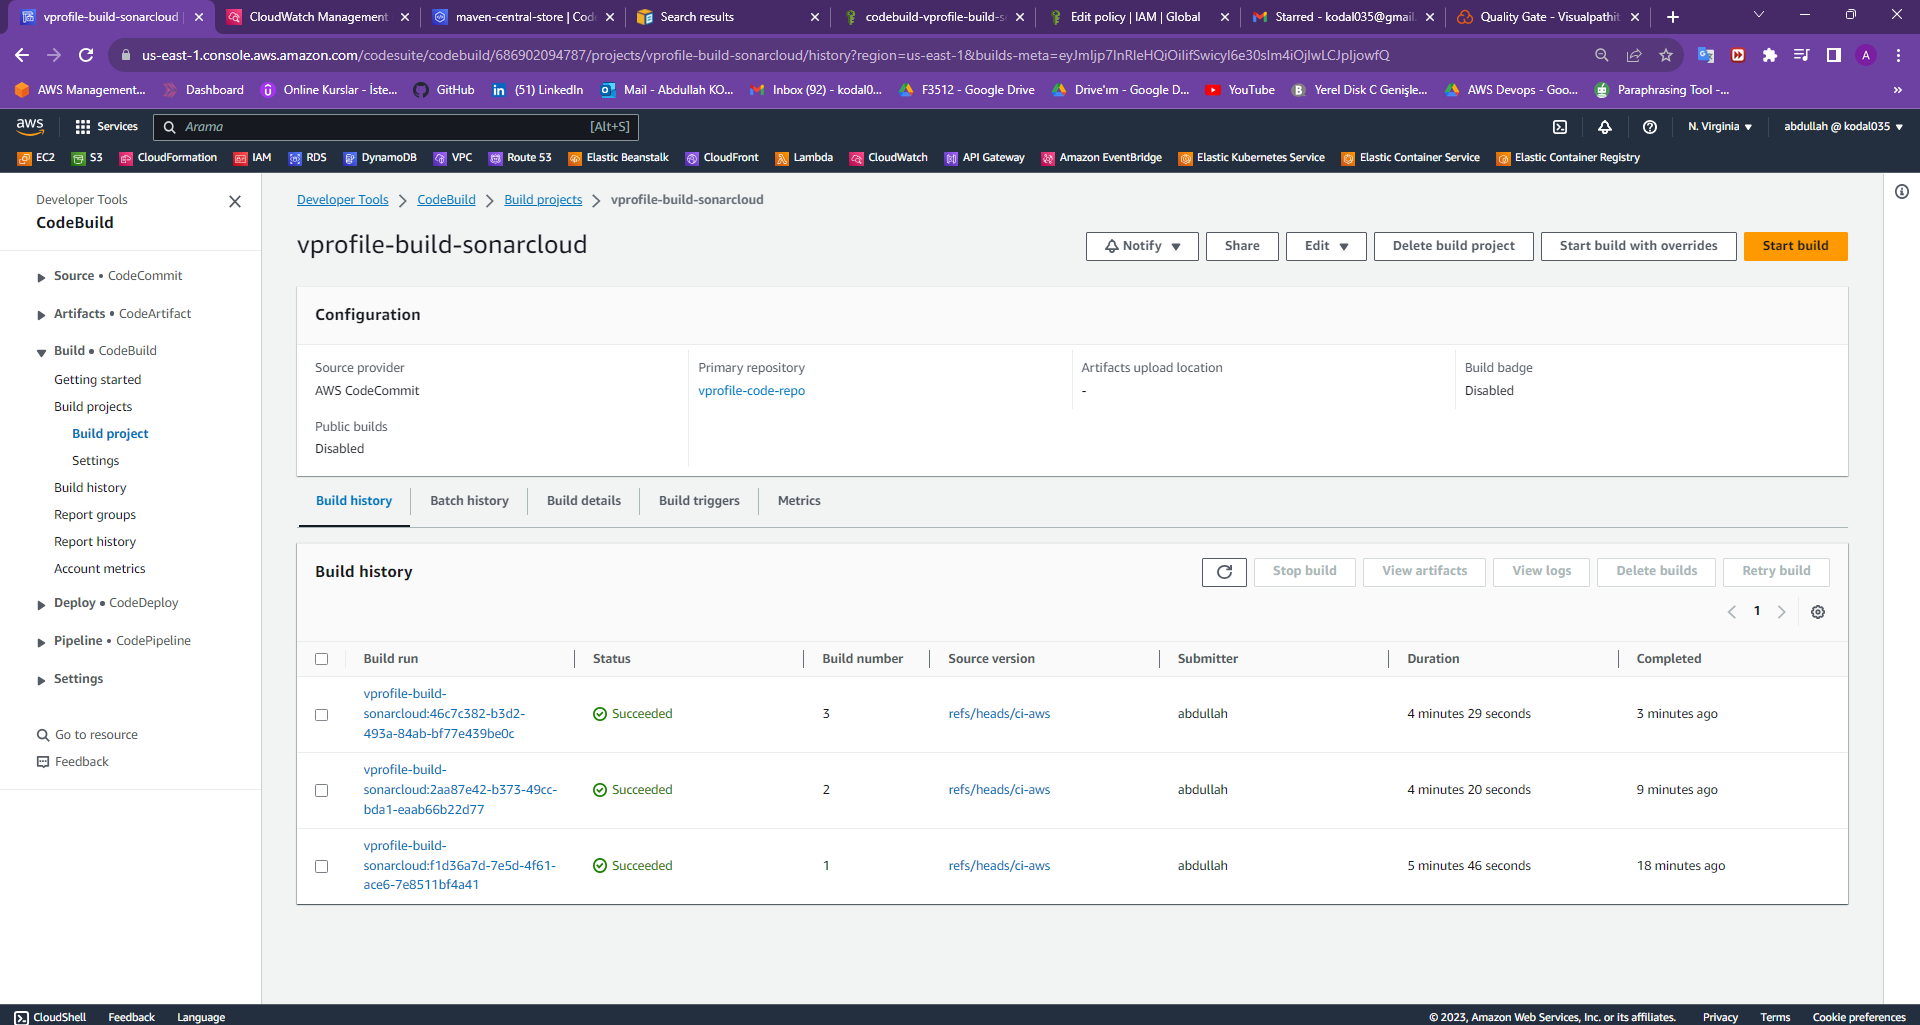 vprofile-build-sonarcloud
CloudWatch Management
maven-central-store | Cod
Search results
codebuild-vprofile-build-s
Edit policy | IAM | Global
Starred - kodal035@gmail.
Quality Gate - Visualpathit
us-east-1.console.aws.amazon.com/codesuite/codebuild/686902094787/projects/vprofile-build-sonarcloud/history?region=us-east-1&builds-meta=
AWS Management... Dashboard Online Kurslar - İste... GitHub (51) LinkedIn Mail - Abdullah KO... Inbox (92) - kodal0... F3512 - Google Drive Drive'ım - Google D... YouTube Yerel Disk C Genişle... AWS Devops - Goo... Paraphrasing Tool -... »
aws Services Arama [Alt+S] N. Virginia abdullah @ kodal035
EC2 S3 CloudFormation IAM RDS DynamoDB VPC Route 53 Elastic Beanstalk CloudFront Lambda CloudWatch API Gateway Amazon EventBridge Elastic Kubernetes Service Elastic Container Service Elastic Container Registry
Developer Tools
CodeBuild
Source • CodeCommit
Artifacts • CodeArtifact
Build • CodeBuild
Getting started
Build projects
Build project
Settings
Build history
Report groups
Report history
Account metrics
Deploy • CodeDeploy
Pipeline • CodePipeline
Settings
Go to resource
Feedback
Developer Tools > CodeBuild > Build projects > vprofile-build-sonarcloud
vprofile-build-sonarcloud
Notify Share Edit Delete build project Start build with overrides Start build
Configuration
Source provider
AWS CodeCommit
Primary repository
vprofile-code-repo
Artifacts upload location
-
Build badge
Disabled
Public builds
Disabled
Build history Batch history Build details Build triggers Metrics
Build history
Stop build View artifacts View logs Delete builds Retry build
1
Build run Status Build number Source version Submitter Duration Completed
vprofile-build-
sonarcloud:46c7c382-b3d2-
493a-84ab-bf77e439be0c
Succeeded 3 refs/heads/ci-aws abdullah 4 minutes 29 seconds 3 minutes ago
vprofile-build-
sonarcloud:2aa87e42-b373-49cc-
bda1-eaab66b22d77
Succeeded 2 refs/heads/ci-aws abdullah 4 minutes 20 seconds 9 minutes ago
vprofile-build-
sonarcloud:f1d36a7d-7e5d-4f61-
ace6-7e8511bf4a41
Succeeded 1 refs/heads/ci-aws abdullah 5 minutes 46 seconds 18 minutes ago
CloudShell Feedback Language © 2023, Amazon Web Services, Inc. or its affiliates. Privacy Terms Cookie preferences